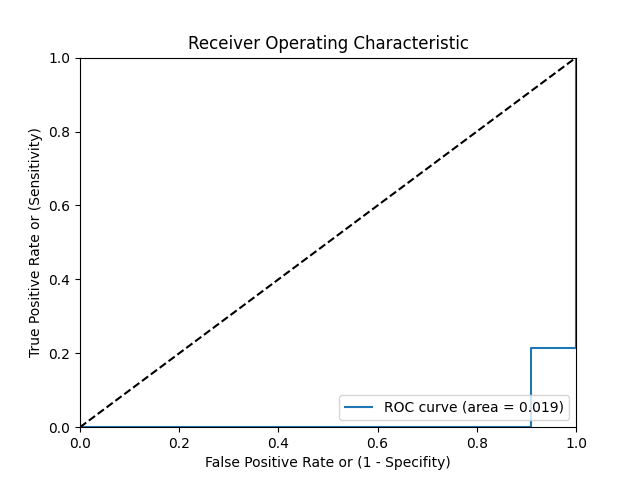 Receiver Operating Characteristic
1.0
0.8
0.6
0.4
0.2
0.0
True Positive Rate or (Sensitivity)
ROC curve (area = 0.019)
0.0 0.2 0.4 0.6 0.8 1.0
False Positive Rate or (1 - Specifity)